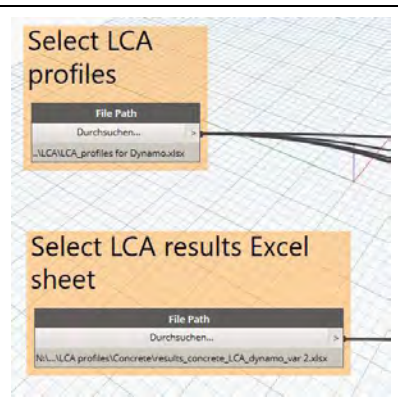 Select LCA
profiles
File Path
Durchsuchen...
>
..\LCA\LCA_profiles for Dynamo.xlsx
Select LCA results Excel
sheet
File Path
Durchsuchen...
>
N:\...\LCA profiles\Concrete\results_concrete_LCA_dynamo_var 2.xlsx